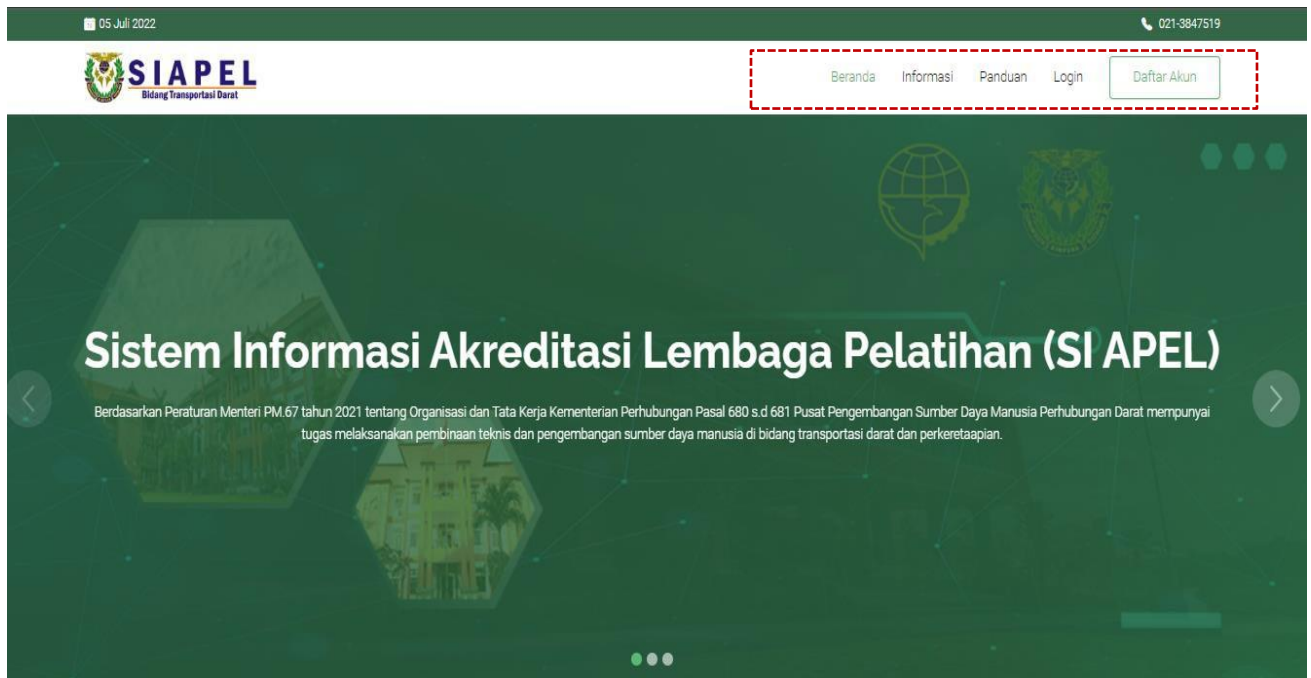 05 Juli 2022
021-3847519
SIAPEL
Bidang Transportasi Darat
Beranda Informasi Panduan Login Daftar Akun
Sistem Informasi Akreditasi Lembaga Pelatihan (SI APEL)
Berdasarkan Peraturan Menteri PM.67 tahun 2021 tentang Organisasi dan Tata Kerja Kementerian Perhubungan Pasal 680 s.d 681 Pusat Pengembangan Sumber Daya Manusia Perhubungan Darat mempunyai
tugas melaksanakan pembinaan teknis dan pengembangan sumber daya manusia di bidang transportasi darat dan perkeretaapian.